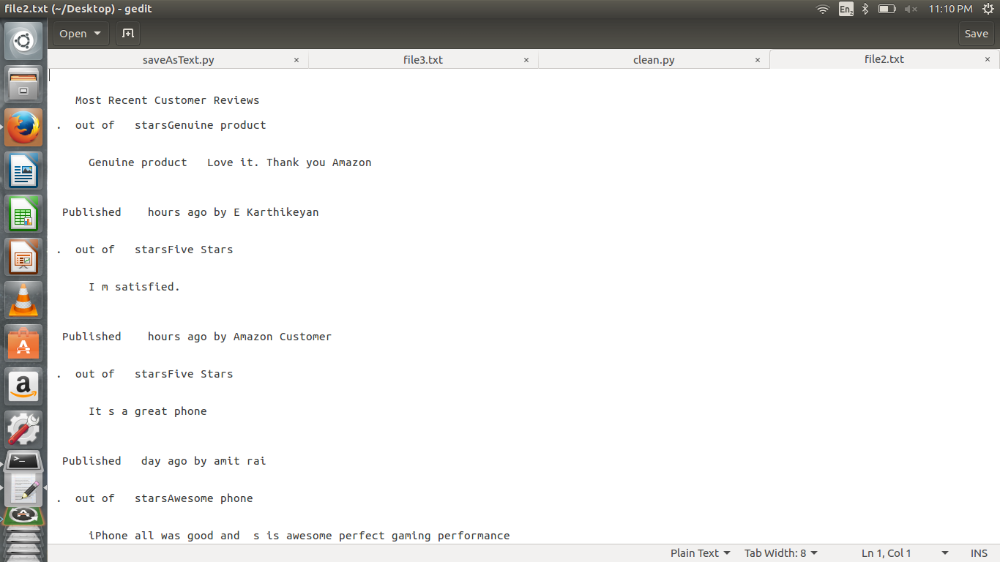 file2.txt (~/Desktop) - gedit
En2
11:10 PM
Open
Save
saveAsText.py ×
file3.txt ×
clean.py ×
file2.txt ×
Most Recent Customer Reviews
.  out of   starsGenuine product
Genuine product   Love it. Thank you Amazon
Published    hours ago by E Karthikeyan
.  out of   starsFive Stars
I m satisfied.
Published    hours ago by Amazon Customer
.  out of   starsFive Stars
It s a great phone
Published   day ago by amit rai
.  out of   starsAwesome phone
iPhone all was good and  s is awesome perfect gaming performance
Plain Text
Tab Width: 8
Ln 1, Col 1
INS